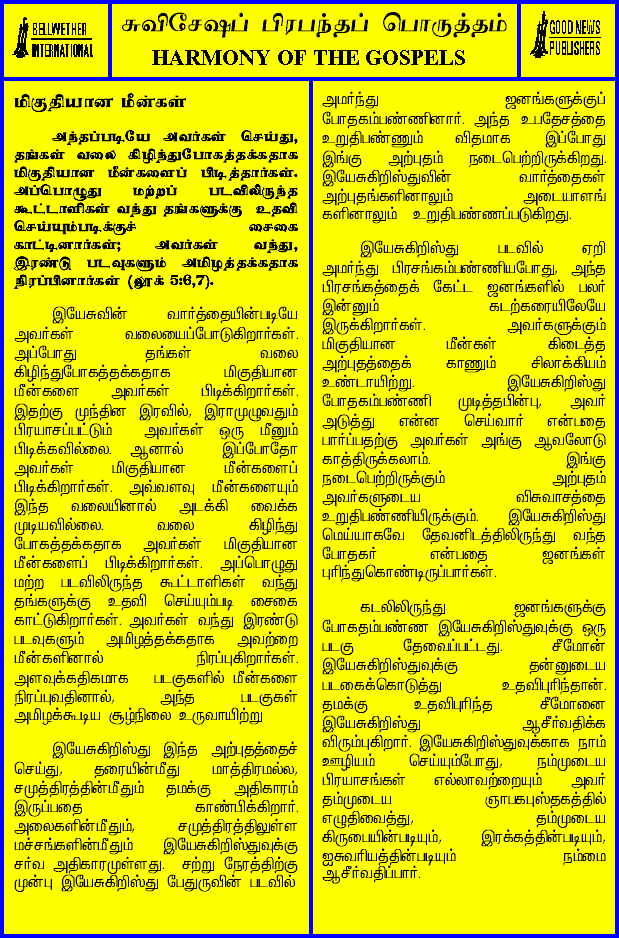 BELLWETHER
INTERNATIONAL
சுவிசேஷப் பிரபந்தப் பொருத்தம்
HARMONY OF THE GOSPELS
GOOD NEWS
PUBLISHERS
மிகுதியான மீன்கள்
அந்தப்படியே அவர்கள் செய்து,
தங்கள் வலை கிழிந்துபோகத்தக்கதாக
மிகுதியான மீன்களைப் பிடித்தார்கள்.
அப்பொழுது மற்றப் படவிலிருந்த
கூட்டாளிகள் வந்து தங்களுக்கு உதவி
செய்யும்படிக்குச் சைகை
காட்டினார்கள்; அவர்கள் வந்து,
இரண்டு படவுகளும் அமிழத்தக்கதாக
நிரப்பினார்கள் (லூக் 5:6,7).
இயேசுவின் வார்த்தையின்படியே
அவர்கள் வலையைப்போடுகிறார்கள்.
அப்போது தங்கள் வலை
கிழிந்துபோகத்தக்கதாக மிகுதியான
மீன்களை அவர்கள் பிடிக்கிறார்கள்.
இதற்கு முந்தின இரவில், இராமுழுவதும்
பிரயாசப்பட்டும் அவர்கள் ஒரு மீனும்
பிடிக்கவில்லை. ஆனால் இப்போதோ
அவர்கள் மிகுதியான மீன்களைப்
பிடிக்கிறார்கள். அவ்வளவு மீன்களையும்
இந்த வலையினால் அடக்கி வைக்க
முடியவில்லை. வலை கிழிந்து
போகத்தக்கதாக அவர்கள் மிகுதியான
மீன்களைப் பிடிக்கிறார்கள். அப்பொழுது
மற்ற படவிலிருந்த கூட்டாளிகள் வந்து
தங்களுக்கு உதவி செய்யும்படி சைகை
காட்டுகிறார்கள். அவர்கள் வந்து இரண்டு
படவுகளும் அமிழத்தக்கதாக அவற்றை
மீன்களினால் நிரப்புகிறார்கள்.
அளவுக்கதிகமாக படகுகளில் மீன்களை
நிரப்புவதினால், அந்த படகுகள்
அமிழக்கூடிய சூழ்நிலை உருவாயிற்று
இயேசுகிறிஸ்து இந்த அற்புதத்தைச்
செய்து, தரையின்மீது மாத்திரமல்ல,
சமுத்திரத்தின்மீதும் தமக்கு அதிகாரம்
இருப்பதை காண்பிக்கிறார்.
அலைகளின்மீதும், சமுத்திரத்திலுள்ள
மச்சங்களின்மீதும் இயேசுகிறிஸ்துவுக்கு
சர்வ அதிகாரமுள்ளது. சற்று நேரத்திற்கு
முன்பு இயேசுகிறிஸ்து பேதுருவின் படவில்
அமர்ந்து ஜனங்களுக்குப்
போதகம்பண்ணினார். அந்த உபதேசத்தை
உறுதிபண்ணும் விதமாக இப்போது
இங்கு அற்புதம் நடைபெற்றிருக்கிறது.
இயேசுகிறிஸ்துவின் வார்த்தைகள்
அற்புதங்களினாலும் அடையாளங்
களினாலும் உறுதிபண்ணப்படுகிறது.
இயேசுகிறிஸ்து படவில் ஏறி
அமர்ந்து பிரசங்கம்பண்ணியபோது, அந்த
பிரசங்கத்தைக் கேட்ட ஜனங்களில் பலர்
இன்னும் கடற்கரையிலேயே
இருக்கிறார்கள். அவர்களுக்கும்
மிகுதியான மீன்கள் கிடைத்த
அற்புதத்தைக் காணும் சிலாக்கியம்
உண்டாயிற்று. இயேசுகிறிஸ்து
போதகம்பண்ணி முடித்தபின்பு, அவர்
அடுத்து என்ன செய்வார் என்பதை
பார்ப்பதற்கு அவர்கள் அங்கு ஆவலோடு
காத்திருக்கலாம். இங்கு
நடைபெற்றிருக்கும் அற்புதம்
அவர்களுடைய விசுவாசத்தை
உறுதிபண்ணியிருக்கும். இயேசுகிறிஸ்து
மெய்யாகவே தேவனிடத்திலிருந்து வந்த
போதகர் என்பதை ஜனங்கள்
புரிந்துகொண்டிருப்பார்கள்.
கடலிலிருந்து ஜனங்களுக்கு
போகதம்பண்ண இயேசுகிறிஸ்துவுக்கு ஒரு
படகு தேவைப்பட்டது. சீமோன்
இயேசுகிறிஸ்துவுக்கு தன்னுடைய
படகைக்கொடுத்து உதவிபுரிந்தான்.
தமக்கு உதவிபுரிந்த சீமோனை
இயேசுகிறிஸ்து ஆசீர்வதிக்க
விரும்புகிறார். இயேசுகிறிஸ்துவுக்காக நாம்
ஊழியம் செய்யும்போது, நம்முடைய
பிரயாசங்கள் எல்லாவற்றையும் அவர்
தம்முடைய ஞாபகபுஸ்தகத்தில்
எழுதிவைத்து, தம்முடைய
கிருபையின்படியும், இரக்கத்தின்படியும்,
ஐசுவரியத்தின்படியும் நம்மை
ஆசீர்வதிப்பார்.